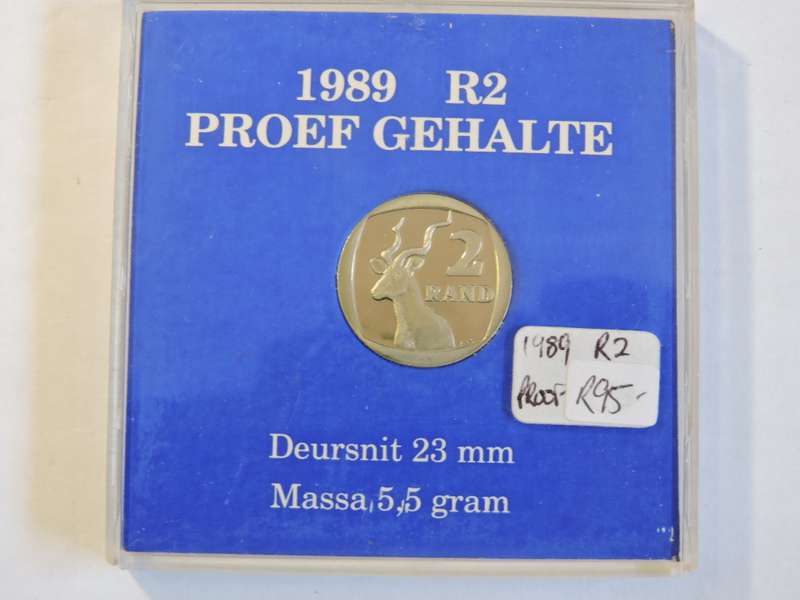 1989 R2
PROEF GEHALTE
2
RAND
1989 R2
PROOF R95-
Deursnit 23 mm
Massa 5,5 gram